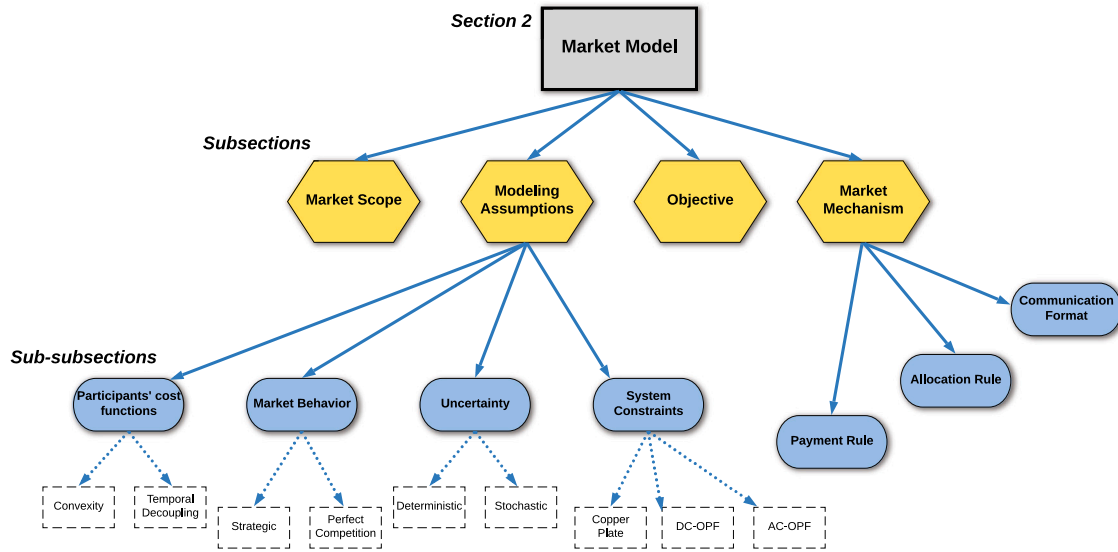 Section 2
Market Model
Subsections
Market Scope
Modeling
Assumptions
Objective
Market
Mechanism
Communication
Format
Sub-subsections
Participants' cost
functions
Market Behavior
Uncertainty
System
Constraints
Allocation Rule
Payment Rule
Convexity
Temporal
Decoupling
Strategic
Perfect
Competition
Deterministic
Stochastic
Copper
Plate
DC-OPF
AC-OPF